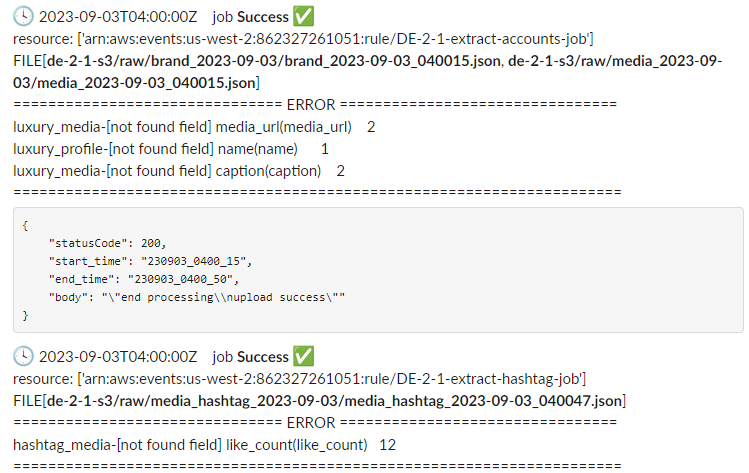 2023-09-03T04:00:00Z job Success
resource: ['arn:aws:events:us-west-2:862327261051:rule/DE-2-1-extract-accounts-job']
FILE[de-2-1-s3/raw/brand_2023-09-03/brand_2023-09-03_040015.json, de-2-1-s3/raw/media_2023-09-
03/media_2023-09-03_040015.json]
=============================== ERROR ================================
luxury_media-[not found field] media_url(media_url) 2
luxury_profile-[not found field] name(name) 1
luxury_media-[not found field] caption(caption) 2
======================================================================
{
"statusCode": 200,
"start_time": "230903_0400_15",
"end_time": "230903_0400_50",
"body": "\"end processing\\nupload success\""
}
2023-09-03T04:00:00Z job Success
resource: ['arn:aws:events:us-west-2:862327261051:rule/DE-2-1-extract-hashtag-job']
FILE[de-2-1-s3/raw/media_hashtag_2023-09-03/media_hashtag_2023-09-03_040047.json]
=============================== ERROR ================================
hashtag_media-[not found field] like_count(like_count) 12
======================================================================